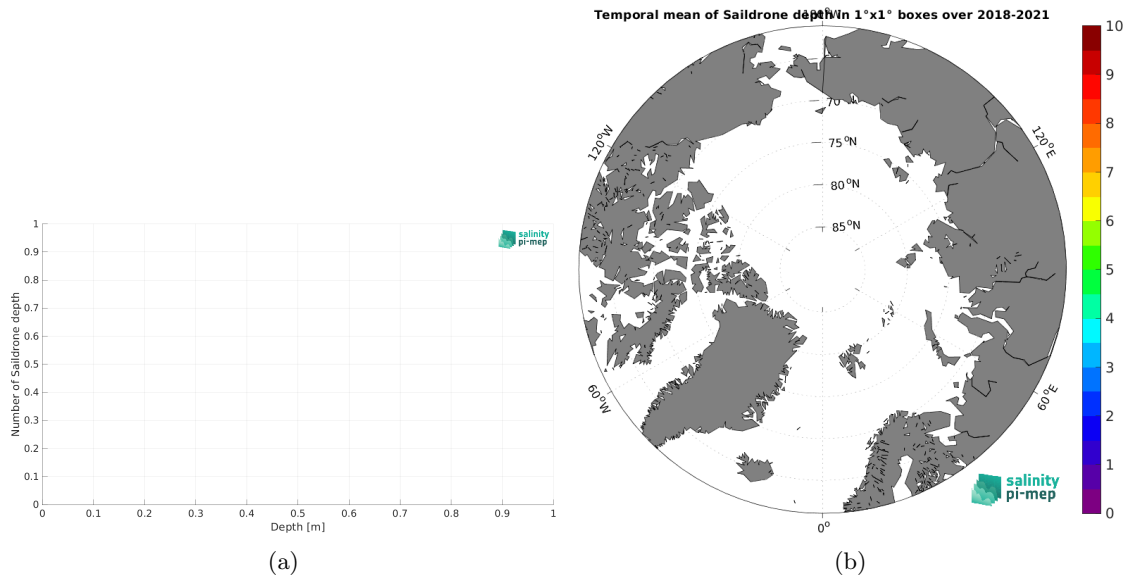 Temporal mean of Saildrone depth in 1°x1° boxes over 2018-2021
180°W
10
9
8
7
6
5
4
3
2
1
0
120°W
120°E
75°N
80°N
85°N
60°W
60°E
0°
salinity
pi-mep
1
0.9
0.8
0.7
0.6
0.5
0.4
0.3
0.2
0.1
0
Number of Saildrone depth
salinity
pi-mep
0
0.1
0.2
0.3
0.4
0.5
0.6
0.7
0.8
0.9
1
Depth [m]
(a)
(b)